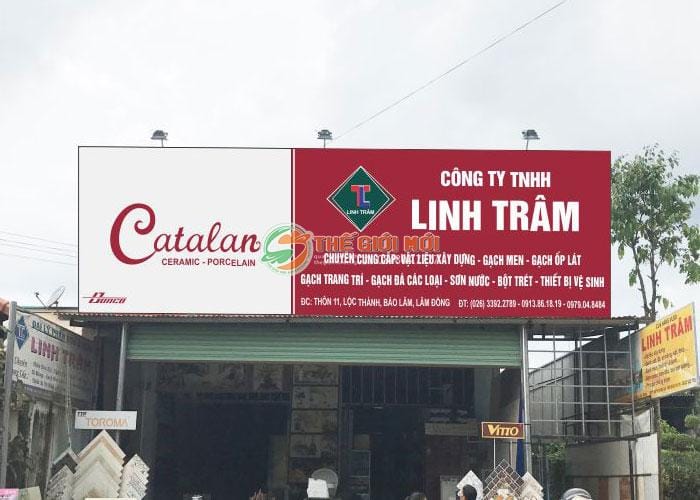 Catalan
CERAMIC - PORCELAIN
LINH TRÂM
CÔNG TY TNHH
LINH TRÂM
THẾ GIỚI MỚI
CHUYÊN CUNG CẤP: VẬT LIỆU XÂY DỰNG - GẠCH MEN - GẠCH ỐP LÁT
GẠCH TRANG TRÍ - GẠCH ĐÁ CÁC LOẠI - SƠN NƯỚC - BỘT TRÉT - THIẾT BỊ VỆ SINH
ĐC: THÔN 11, LỘC THÀNH, BẢO LÂM, LÂM ĐỒNG ĐT: (026) 3392.2789 - 0913.86.18.19 - 0979.04.8484
ĐẠI LÝ
LINH TRÂM
LINH TRÂM
TOROMA
VITTO